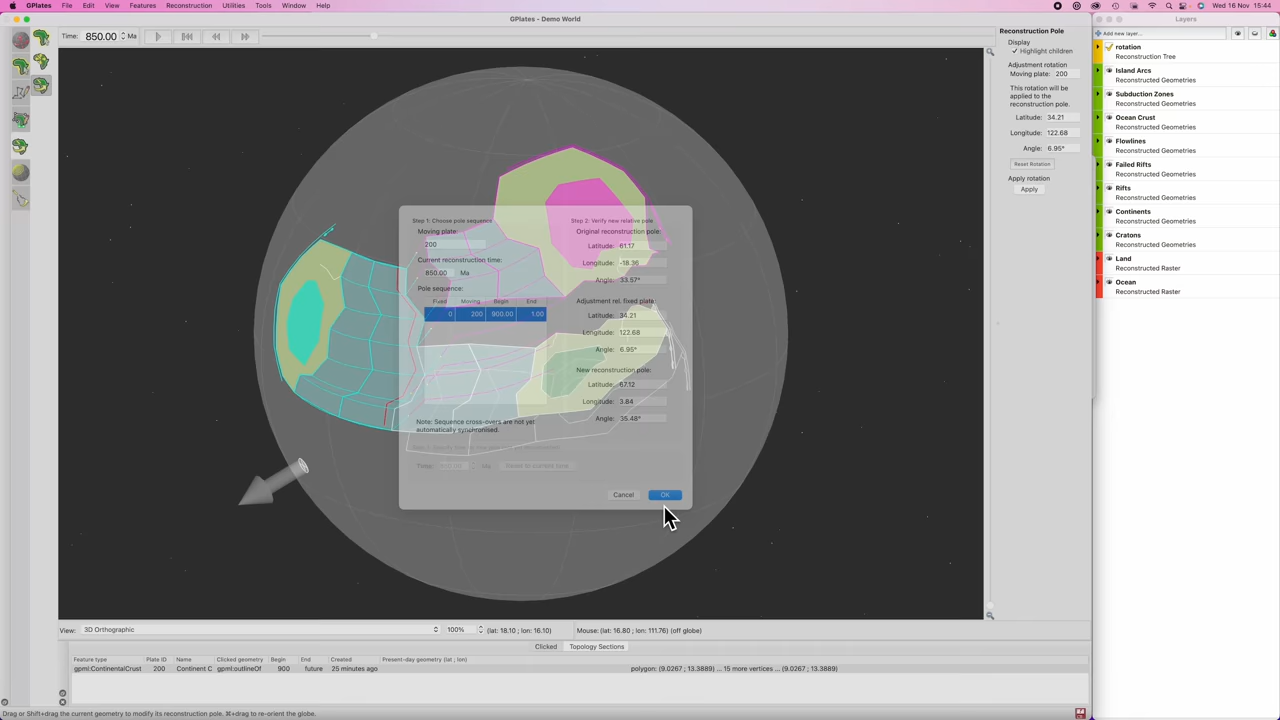 GPlates File Edit View Features Reconstruction Utilities Tools Window Help
Wed 16 Nov 15:44
GPlates - Demo World
Layers
Time: 850.00 Ma
Reconstruction Pole
Display
Highlight children
Adjustment rotation
Moving plate: 200
This rotation will be
applied to the
reconstruction pole.
Latitude: 34.21
Longitude: 122.68
Angle: 6.95°
Reset Rotation
Apply rotation
Apply
Add new layer...
rotation
Reconstruction Tree
Island Arcs
Reconstructed Geometries
Subduction Zones
Reconstructed Geometries
Ocean Crust
Reconstructed Geometries
Flowlines
Reconstructed Geometries
Failed Rifts
Reconstructed Geometries
Rifts
Reconstructed Geometries
Continents
Reconstructed Geometries
Cratons
Reconstructed Geometries
Land
Reconstructed Raster
Ocean
Reconstructed Raster
Step 1: Choose pole sequence
Moving plate:
200
Current reconstruction time:
850.00 Ma
Pole sequence:
Fixed Moving Begin End
0 200 900.00 1.00
Note: Sequence cross-overs are not yet
automatically synchronised.
Step 2: Verify new relative pole
Original reconstruction pole:
Latitude: 61.17
Longitude: -18.36
Angle: 33.57°
Adjustment rel. fixed plate:
Latitude: 34.21
Longitude: 122.68
Angle: 6.95°
New reconstruction pole:
Latitude: 67.12
Longitude: 3.84
Angle: 35.48°
Time: 850.00 Ma
Cancel OK
View: 3D Orthographic 100% (lat: 18.10 ; lon: 16.10) Mouse: (lat: 16.80 ; lon: 111.76) (off globe)
Clicked Topology Sections
Feature type Plate ID Name Clicked geometry Begin End Created Present-day geometry (lat ; lon)
gpml:ContinentalCrust 200 Continent C gpml:outlineOf 900 future 25 minutes ago polygon: (9.0267 ; 13.3889) ... 15 more vertices ... (9.0267 ; 13.3889)
Drag or Shift+drag the current geometry to modify its reconstruction pole, ⌘+drag to re-orient the globe.